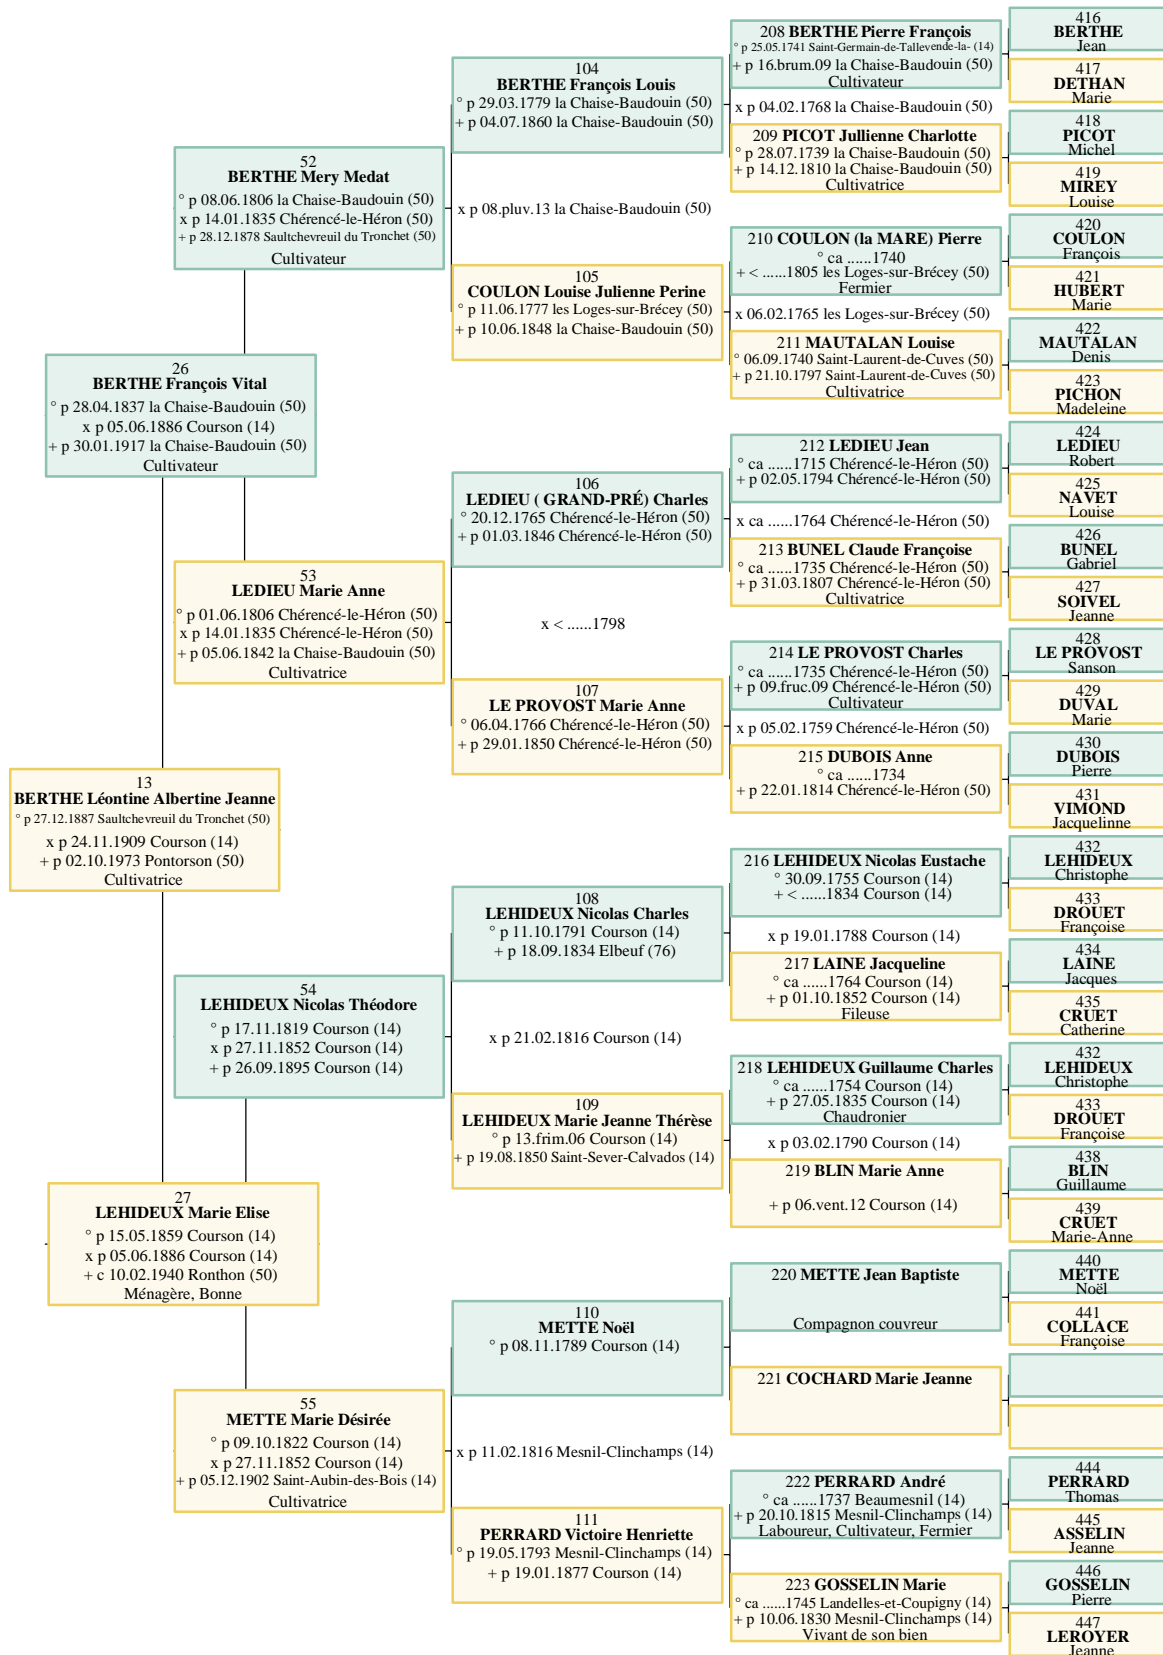 13
BERTHE Léontine Albertine Jeanne
° p 27.12.1887 Saultchevreuil du Tronchet (50)
x p 24.11.1909 Courson (14)
+ p 02.10.1973 Pontorson (50)
Cultivatrice
26
BERTHE François Vital
° p 28.04.1837 la Chaise-Baudouin (50)
x p 05.06.1886 Courson (14)
+ p 30.01.1917 la Chaise-Baudouin (50)
Cultivateur
27
LEHIDEUX Marie Elise
° p 15.05.1859 Courson (14)
x p 05.06.1886 Courson (14)
+ c 10.02.1940 Ronthon (50)
Ménagère, Bonne
52
BERTHE Mery Medat
° p 08.06.1806 la Chaise-Baudouin (50)
x p 14.01.1835 Chérencé-le-Héron (50)
+ p 28.12.1878 Saultchevreuil du Tronchet (50)
Cultivateur
53
LEDIEU Marie Anne
° p 01.06.1806 Chérencé-le-Héron (50)
x p 14.01.1835 Chérencé-le-Héron (50)
+ p 05.06.1842 la Chaise-Baudouin (50)
Cultivatrice
54
LEHIDEUX Nicolas Théodore
° p 17.11.1819 Courson (14)
x p 27.11.1852 Courson (14)
+ p 26.09.1895 Courson (14)
55
METTE Marie Désirée
° p 09.10.1822 Courson (14)
x p 27.11.1852 Courson (14)
+ p 05.12.1902 Saint-Aubin-des-Bois (14)
Cultivatrice
104
BERTHE François Louis
° p 29.03.1779 la Chaise-Baudouin (50)
+ p 04.07.1860 la Chaise-Baudouin (50)
x p 08.pluv.13 la Chaise-Baudouin (50)
105
COULON Louise Julienne Perine
° p 11.06.1777 les Loges-sur-Brécey (50)
+ p 10.06.1848 la Chaise-Baudouin (50)
106
LEDIEU ( GRAND-PRÉ) Charles
° 20.12.1765 Chérencé-le-Héron (50)
+ p 01.03.1846 Chérencé-le-Héron (50)
x < ......1798
107
LE PROVOST Marie Anne
° 06.04.1766 Chérencé-le-Héron (50)
+ p 29.01.1850 Chérencé-le-Héron (50)
108
LEHIDEUX Nicolas Charles
° p 11.10.1791 Courson (14)
+ p 18.09.1834 Elbeuf (76)
x p 21.02.1816 Courson (14)
109
LEHIDEUX Marie Jeanne Thérèse
° p 13.frim.06 Courson (14)
+ p 19.08.1850 Saint-Sever-Calvados (14)
110
METTE Noël
° p 08.11.1789 Courson (14)
x p 11.02.1816 Mesnil-Clinchamps (14)
111
PERRARD Victoire Henriette
° p 19.05.1793 Mesnil-Clinchamps (14)
+ p 19.01.1877 Courson (14)
208 BERTHE Pierre François
° p 25.05.1741 Saint-Germain-de-Tallevende-la- (14)
+ p 16.brum.09 la Chaise-Baudouin (50)
Cultivateur
x p 04.02.1768 la Chaise-Baudouin (50)
209 PICOT Jullienne Charlotte
° p 28.07.1739 la Chaise-Baudouin (50)
+ p 14.12.1810 la Chaise-Baudouin (50)
Cultivatrice
210 COULON (la MARE) Pierre
° ca ......1740
+ < ......1805 les Loges-sur-Brécey (50)
Fermier
x 06.02.1765 les Loges-sur-Brécey (50)
211 MAUTALAN Louise
° 06.09.1740 Saint-Laurent-de-Cuves (50)
+ p 21.10.1797 Saint-Laurent-de-Cuves (50)
Cultivatrice
212 LEDIEU Jean
° ca ......1715 Chérencé-le-Héron (50)
+ p 02.05.1794 Chérencé-le-Héron (50)
x ca ......1764 Chérencé-le-Héron (50)
213 BUNEL Claude Françoise
° ca ......1735 Chérencé-le-Héron (50)
+ p 31.03.1807 Chérencé-le-Héron (50)
Cultivatrice
214 LE PROVOST Charles
° ca ......1735 Chérencé-le-Héron (50)
+ p 09.fruc.09 Chérencé-le-Héron (50)
Cultivateur
x p 05.02.1759 Chérencé-le-Héron (50)
215 DUBOIS Anne
° ca ......1734
+ p 22.01.1814 Chérencé-le-Héron (50)
216 LEHIDEUX Nicolas Eustache
° 30.09.1755 Courson (14)
+ < ......1834 Courson (14)
x p 19.01.1788 Courson (14)
217 LAINE Jacqueline
° ca ......1764 Courson (14)
+ p 01.10.1852 Courson (14)
Fileuse
218 LEHIDEUX Guillaume Charles
° ca ......1754 Courson (14)
+ p 27.05.1835 Courson (14)
Chaudronier
x p 03.02.1790 Courson (14)
219 BLIN Marie Anne
+ p 06.vent.12 Courson (14)
220 METTE Jean Baptiste
Compagnon couvreur
221 COCHARD Marie Jeanne
222 PERRARD André
° ca ......1737 Beaumesnil (14)
+ p 20.10.1815 Mesnil-Clinchamps (14)
Laboureur, Cultivateur, Fermier
223 GOSSELIN Marie
° ca ......1745 Landelles-et-Coupigny (14)
+ p 10.06.1830 Mesnil-Clinchamps (14)
Vivant de son bien
416
BERTHE
Jean
417
DETHAN
Marie
418
PICOT
Michel
419
MIREY
Louise
420
COULON
François
421
HUBERT
Marie
422
MAUTALAN
Denis
423
PICHON
Madeleine
424
LEDIEU
Robert
425
NAVET
Louise
426
BUNEL
Gabriel
427
SOIVEL
Jeanne
428
LE PROVOST
Sanson
429
DUVAL
Marie
430
DUBOIS
Pierre
431
VIMOND
Jacquelinne
432
LEHIDEUX
Christophe
433
DROUET
Françoise
434
LAINE
Jacques
435
CRUET
Catherine
432
LEHIDEUX
Christophe
433
DROUET
Françoise
438
BLIN
Guillaume
439
CRUET
Marie-Anne
440
METTE
Noël
441
COLLACE
Françoise
444
PERRARD
Thomas
445
ASSELIN
Jeanne
446
GOSSELIN
Pierre
447
LEROYER
Jeanne